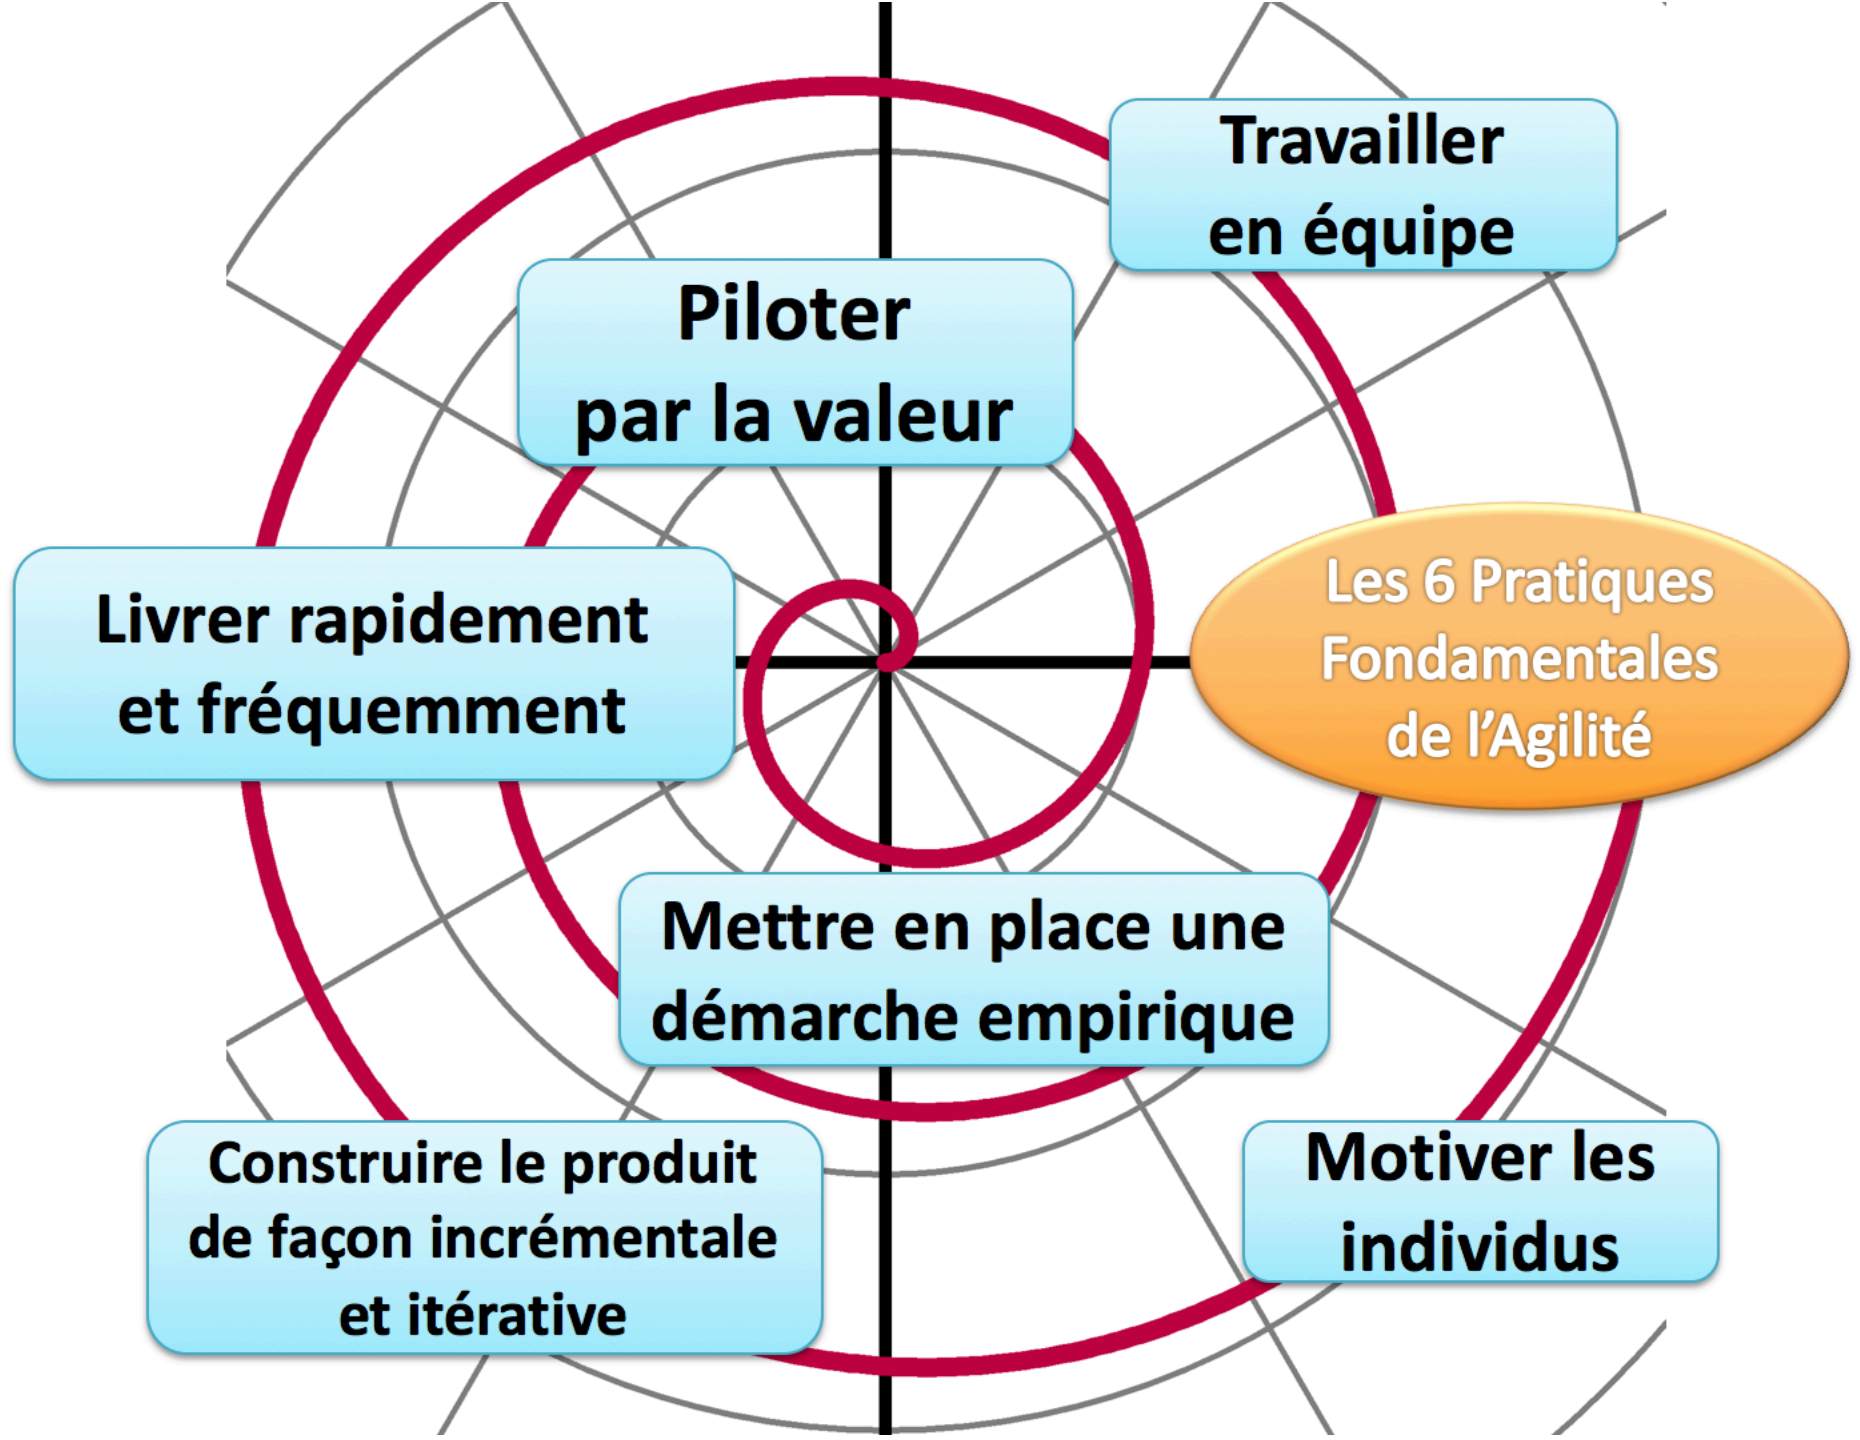 Travailler
en équipe
Piloter
par la valeur
Livrer rapidement
et fréquemment
Les 6 Pratiques
Fondamentales
de l’Agilité
Mettre en place une
démarche empirique
Construire le produit
de façon incrémentale
et itérative
Motiver les
individus